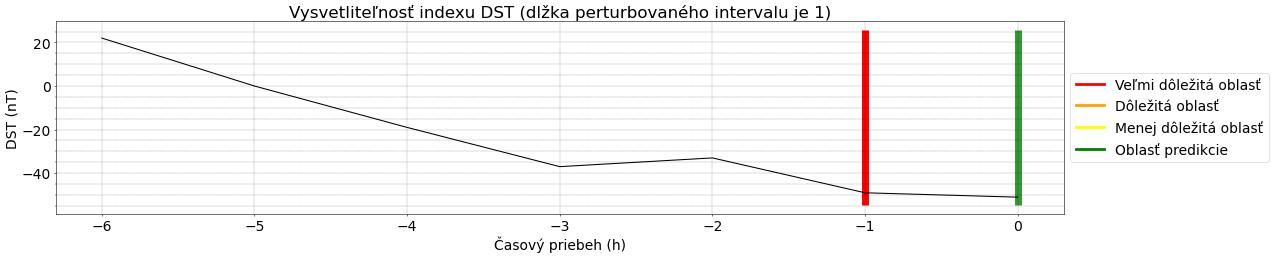 Vysvetliteľnosť indexu DST (dĺžka perturbovaného intervalu je 1)
20
0
−20
−40
DST (nT)
−6
−5
−4
−3
−2
−1
0
Časový priebeh (h)
Veľmi dôležitá oblasť
Dôležitá oblasť
Menej dôležitá oblasť
Oblasť predikcie